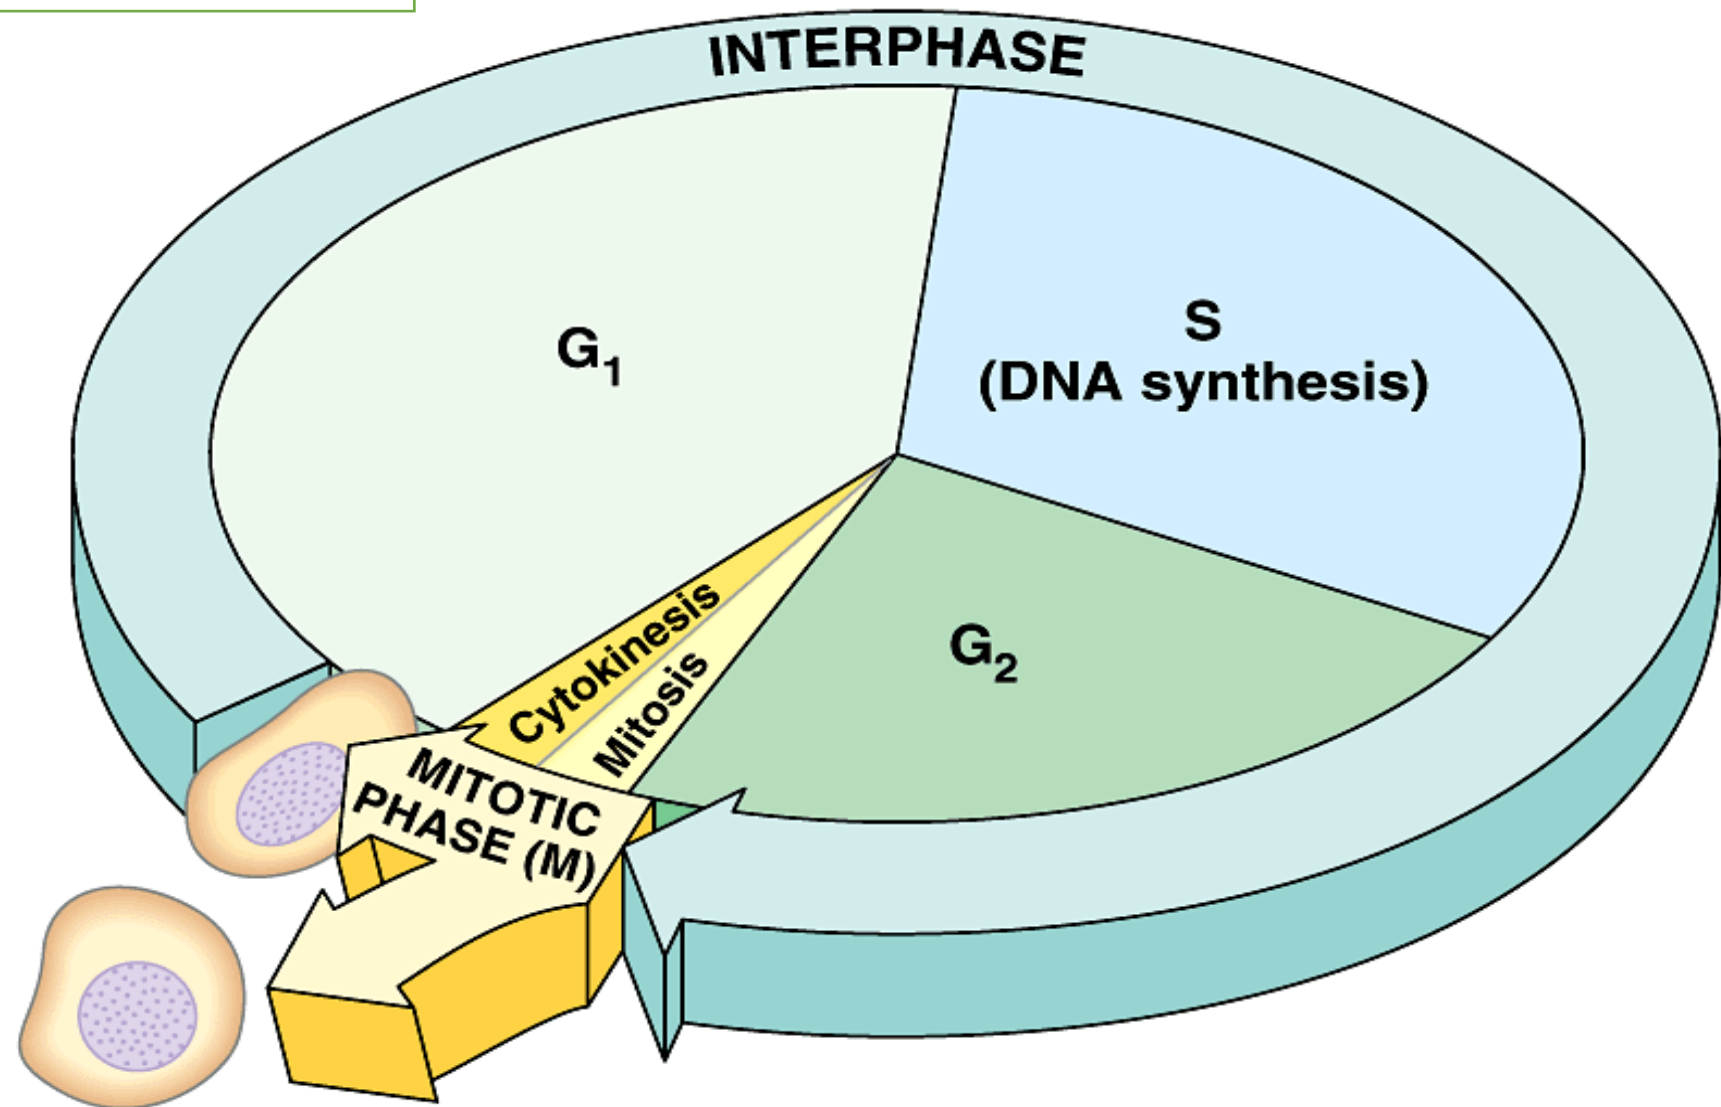 INTERPHASE
G₁
S
(DNA synthesis)
G₂
Cytokinesis
Mitosis
MITOTIC
PHASE (M)